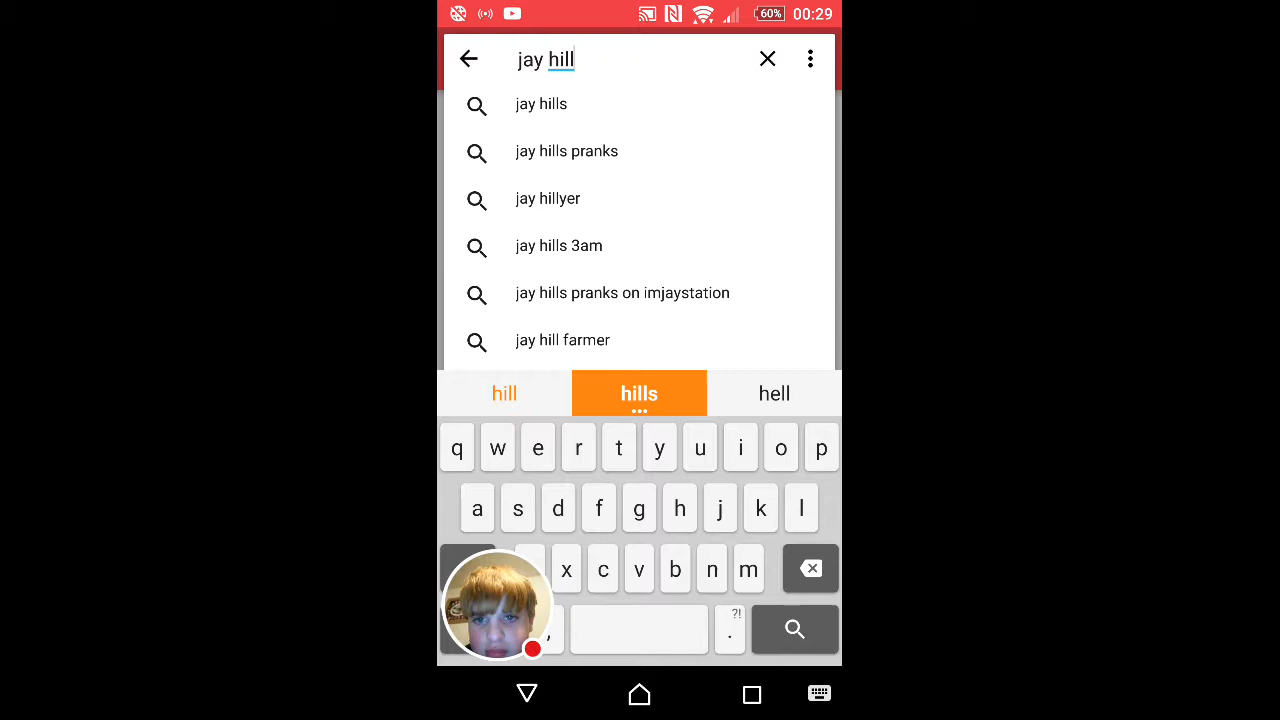 60% 00:29
jay hill
jay hills
jay hills pranks
jay hillyer
jay hills 3am
jay hills pranks on imjaystation
jay hill farmer
hill hills hell
q w e r t y u i o p
a s d f g h j k l
x c v b n m
, . ?!